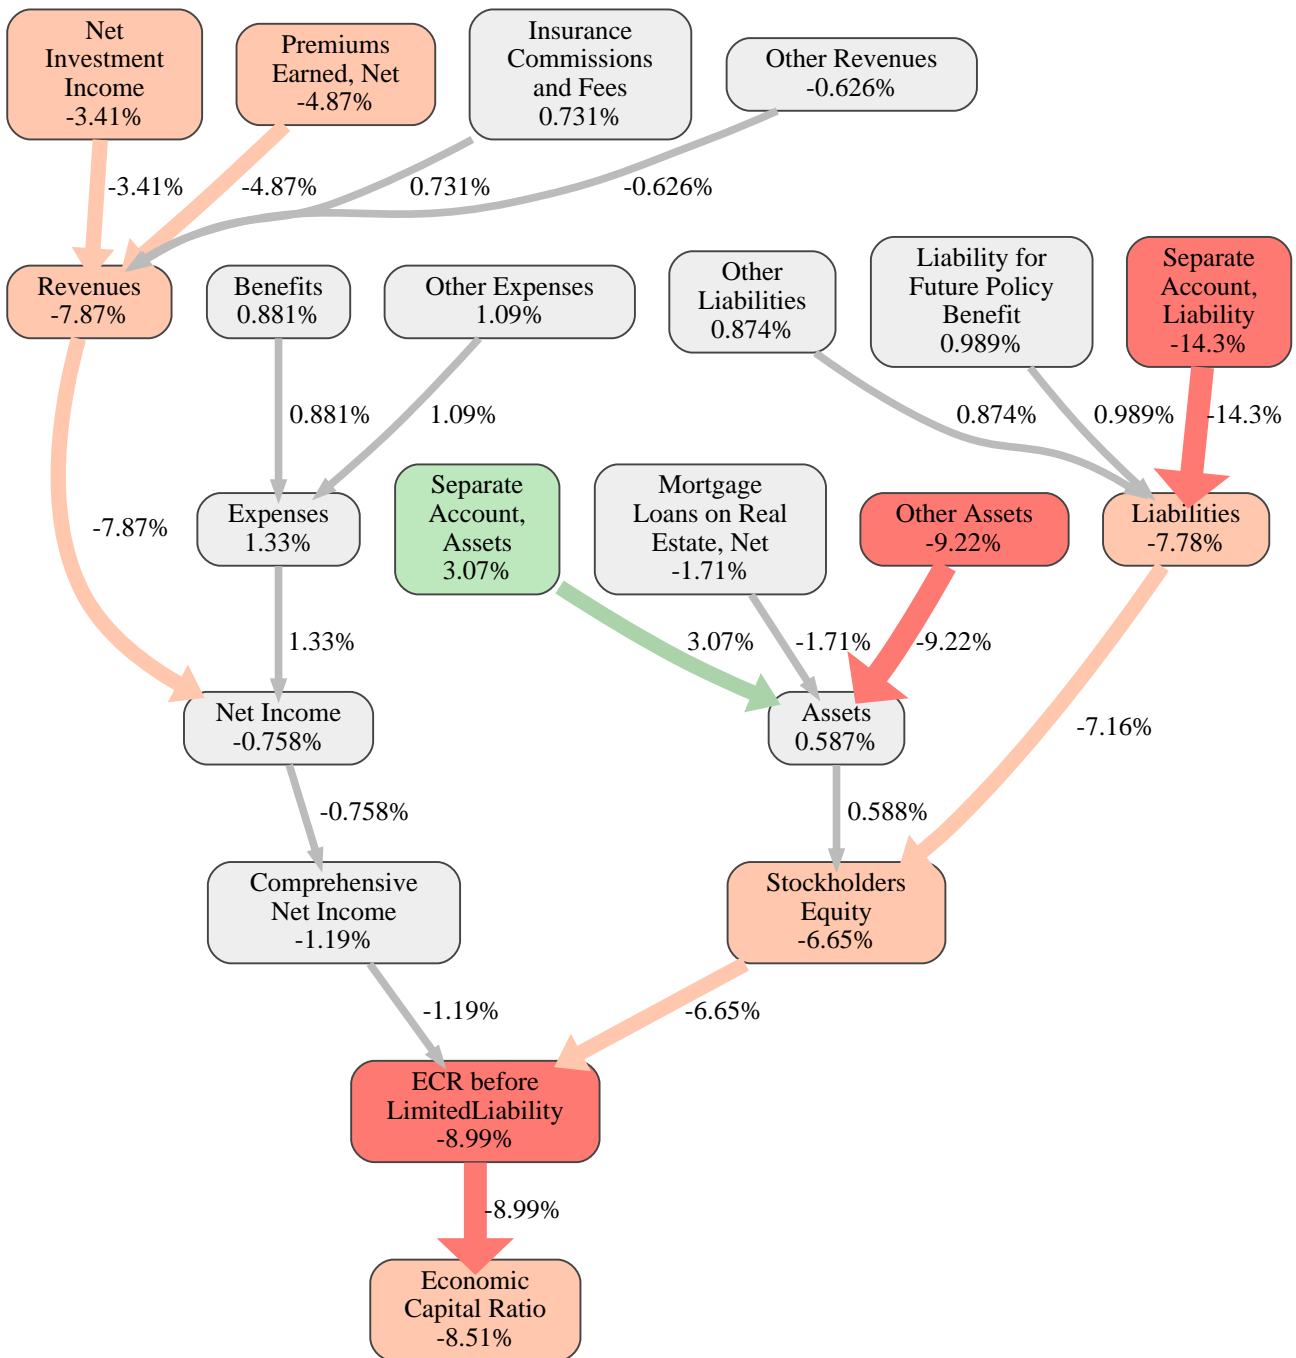 Net
Investment
Income
-3.41%
Premiums
Earned, Net
-4.87%
Insurance
Commissions
and Fees
0.731%
Other Revenues
-0.626%
-3.41%
-4.87%
0.731%
-0.626%
Revenues
-7.87%
Benefits
0.881%
Other Expenses
1.09%
Other
Liabilities
0.874%
Liability for
Future Policy
Benefit
0.989%
Separate
Account,
Liability
-14.3%
0.881%
1.09%
0.874%
0.989%
-14.3%
-7.87%
Expenses
1.33%
Separate
Account,
Assets
3.07%
Mortgage
Loans on Real
Estate, Net
-1.71%
Other Assets
-9.22%
Liabilities
-7.78%
1.33%
3.07%
-1.71%
-9.22%
-7.16%
Net Income
-0.758%
Assets
0.587%
-0.758%
0.588%
Comprehensive
Net Income
-1.19%
Stockholders
Equity
-6.65%
-1.19%
-6.65%
ECR before
LimitedLiability
-8.99%
-8.99%
Economic
Capital Ratio
-8.51%